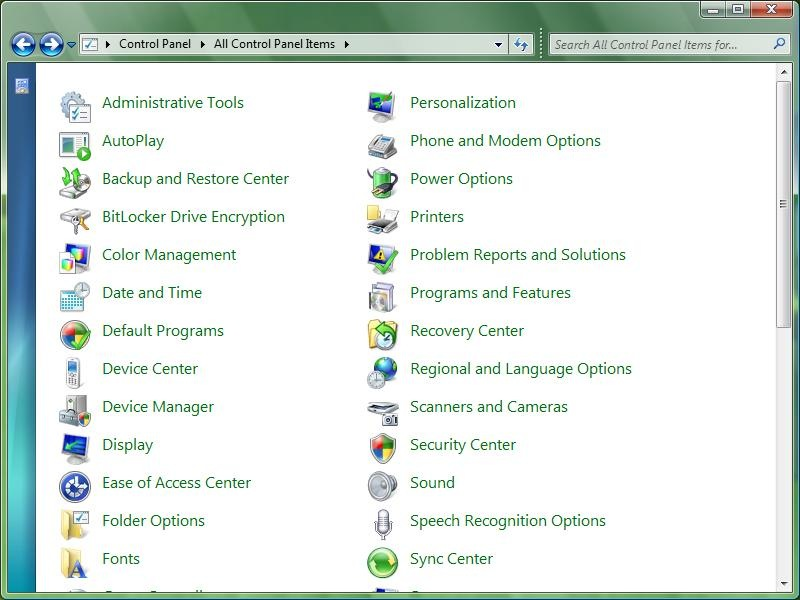 Control Panel All Control Panel Items
Search All Control Panel Items for...
Administrative Tools
AutoPlay
Backup and Restore Center
BitLocker Drive Encryption
Color Management
Date and Time
Default Programs
Device Center
Device Manager
Display
Ease of Access Center
Folder Options
Fonts
Personalization
Phone and Modem Options
Power Options
Printers
Problem Reports and Solutions
Programs and Features
Recovery Center
Regional and Language Options
Scanners and Cameras
Security Center
Sound
Speech Recognition Options
Sync Center